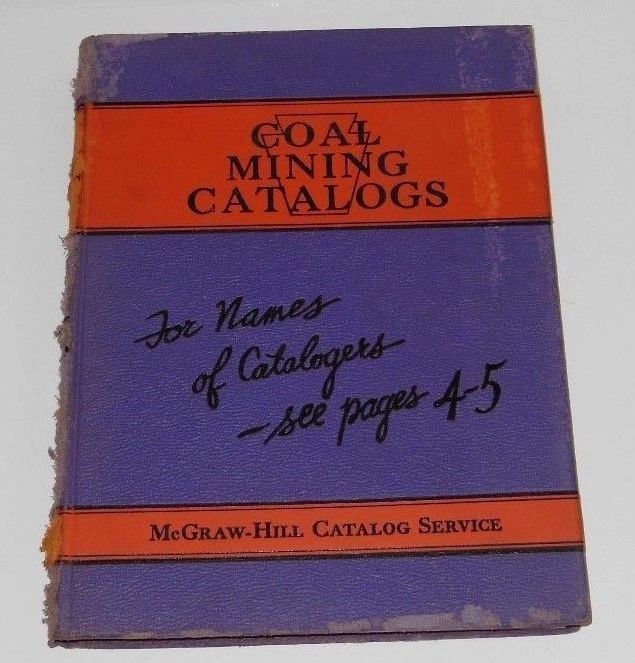 COAL
MINING
CATALOGS
For Names
of Catalogers
—see pages 4-5
McGRAW-HILL CATALOG SERVICE